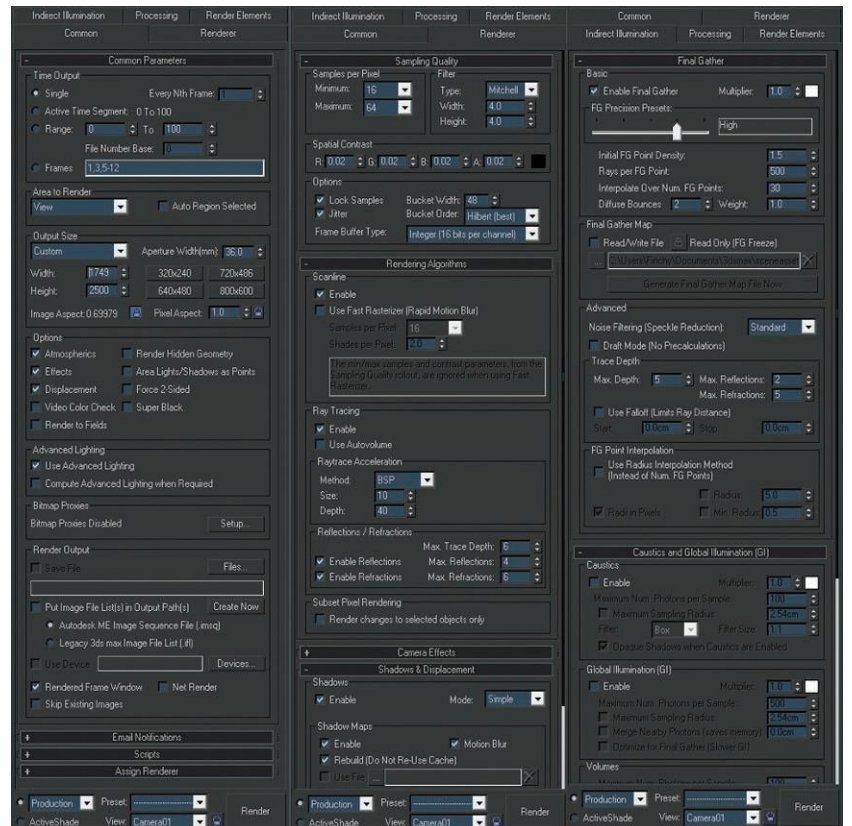 Indirect Illumination Processing Render Elements
Common Renderer
- Common Parameters
Time Output
Single Every Nth Frame: 1
Active Time Segment: 0 To 100
Range: 0 To 100
File Number Base: 0
Frames 1,3,5-12
Area to Render
View Auto Region Selected
Output Size
Custom Aperture Width(mm): 36.0
Width: 1749 320x240 720x486
Height: 2500 640x480 800x600
Image Aspect: 0.69979 Pixel Aspect: 1.0
Options
Atmospherics Render Hidden Geometry
Effects Area Lights/Shadows as Points
Displacement Force 2-Sided
Video Color Check Super Black
Render to Fields
Advanced Lighting
Use Advanced Lighting
Compute Advanced Lighting when Required
Bitmap Proxies
Bitmap Proxies Disabled Setup...
Render Output
Save File Files...
Put Image File List(s) in Output Path(s) Create Now
Autodesk ME Image Sequence File (.imsq)
Legacy 3ds max Image File List (.ifl)
Use Device Devices...
Rendered Frame Window Net Render
Skip Existing Images
+ Email Notifications
+ Scripts
+ Assign Renderer
Production Preset: Render
ActiveShade View: Camera01
Indirect Illumination Processing Render Elements
Common Renderer
- Sampling Quality
Samples per Pixel Filter
Minimum: 16 Type: Mitchell
Maximum: 64 Width: 4.0
Height: 4.0
Spatial Contrast
R: 0.02 G: 0.02 B: 0.02 A: 0.02
Options
Lock Samples Bucket Width: 48
Jitter Bucket Order: Hilbert (best)
Frame Buffer Type: Integer (16 bits per channel)
- Rendering Algorithms
Scanline
Enable
Use Fast Rasterizer (Rapid Motion Blur)
Samples per Pixel: 16
Shades per Pixel: 2.0
The min/max samples and contrast parameters, from the
Sampling Quality rollout, are ignored when using Fast
Rasterizer.
Ray Tracing
Enable
Use Autovolume
Raytrace Acceleration
Method: BSP
Size: 10
Depth: 40
Reflections / Refractions
Max. Trace Depth: 6
Enable Reflections Max. Reflections: 4
Enable Refractions Max. Refractions: 6
Subset Pixel Rendering
Render changes to selected objects only
+ Camera Effects
- Shadows & Displacement
Shadows
Enable Mode: Simple
Shadow Maps
Enable Motion Blur
Rebuild (Do Not Re-Use Cache)
Use File ...
Production Preset: Render
ActiveShade View: Camera01
Common Renderer
Indirect Illumination Processing Render Elements
- Final Gather
Basic
Enable Final Gather Multiplier: 1.0
FG Precision Presets:
High
Initial FG Point Density: 1.5
Rays per FG Point: 500
Interpolate Over Num. FG Points: 30
Diffuse Bounces 2 Weight: 1.0
Final Gather Map
Read/Write File Read Only (FG Freeze)
... C:\Users\Finchy\Documents\3dsmax\sceneasset
Generate Final Gather Map File Now
Advanced
Noise Filtering (Speckle Reduction): Standard
Draft Mode (No Precalculations)
Trace Depth
Max. Depth: 5 Max. Reflections: 2
Max. Refractions: 5
Use Falloff (Limits Ray Distance)
Start: 0.0cm Stop: 0.0cm
FG Point Interpolation
Use Radius Interpolation Method
(Instead of Num. FG Points)
Radius: 5.0
Radii in Pixels Min. Radius: 0.5
- Caustics and Global Illumination (GI)
Caustics
Enable Multiplier: 1.0
Maximum Num. Photons per Sample: 100
Maximum Sampling Radius: 2.54cm
Filter: Box Filter Size: 1.1
Opaque Shadows when Caustics are Enabled
Global Illumination (GI)
Enable Multiplier: 1.0
Maximum Num. Photons per Sample: 500
Maximum Sampling Radius: 2.54cm
Merge Nearby Photons (saves memory) 0.0cm
Optimize for Final Gather (Slower GI)
Volumes
Maximum Num. Photons per Sample: 100
Production Preset: Render
ActiveShade View: Camera01